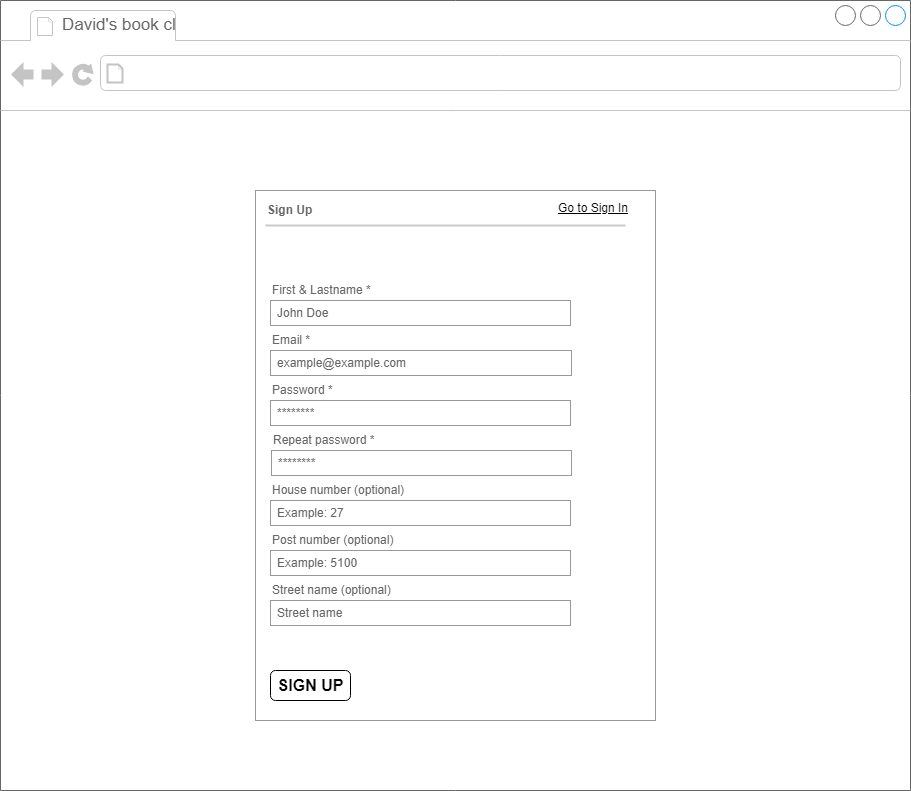 David's book cl
Sign Up
Go to Sign In
First & Lastname *
John Doe
Email *
example@example.com
Password *
********
Repeat password *
********
House number (optional)
Example: 27
Post number (optional)
Example: 5100
Street name (optional)
Street name
SIGN UP